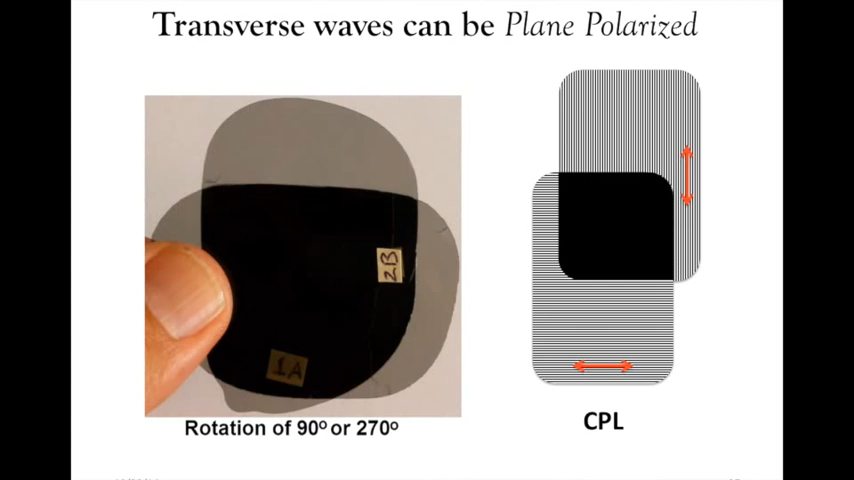 Transverse waves can be Plane Polarized
2B
1A
Rotation of 90º or 270º
CPL